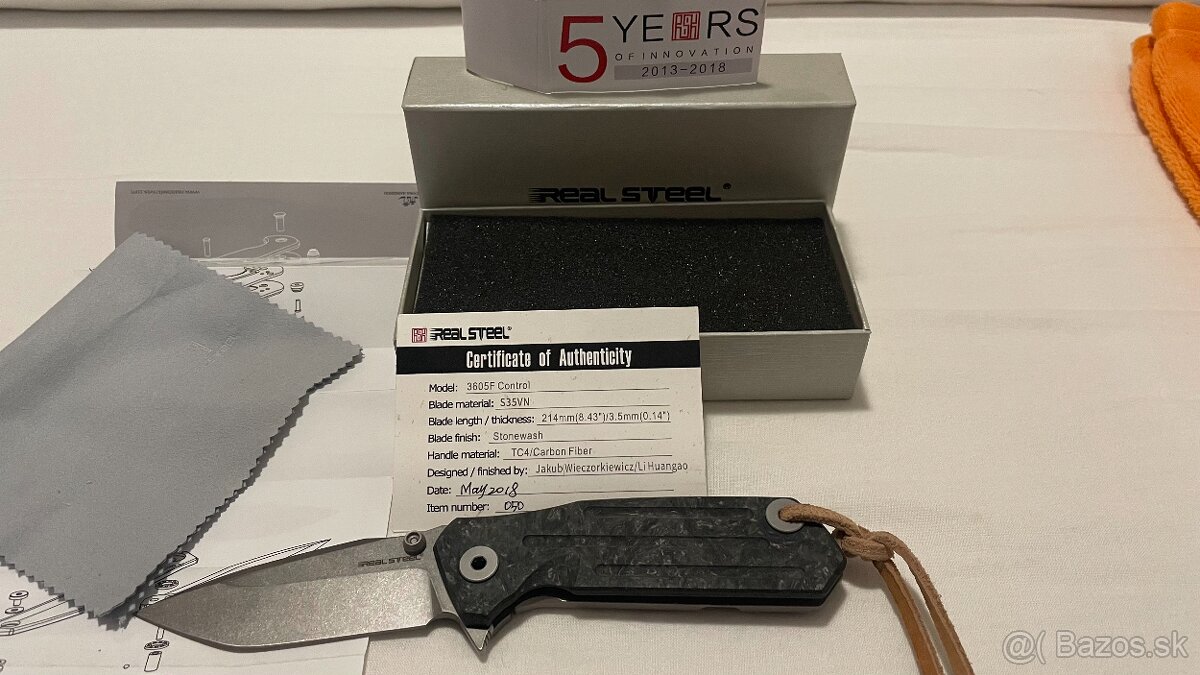 5 YEARS
OF INNOVATION
2013-2018
REAL STEEL®
REAL STEEL®
Certificate of Authenticity
Model: 3605F Control
Blade material: S35VN
Blade length / thickness: 214mm(8.43")/3.5mm(0.14")
Blade finish: Stonewash
Handle material: TC4/Carbon Fiber
Designed / finished by: Jakub Wieczorkiewicz/Li Huangao
Date: May 2018
Item number: 050
REAL STEEL
@( Bazos.sk